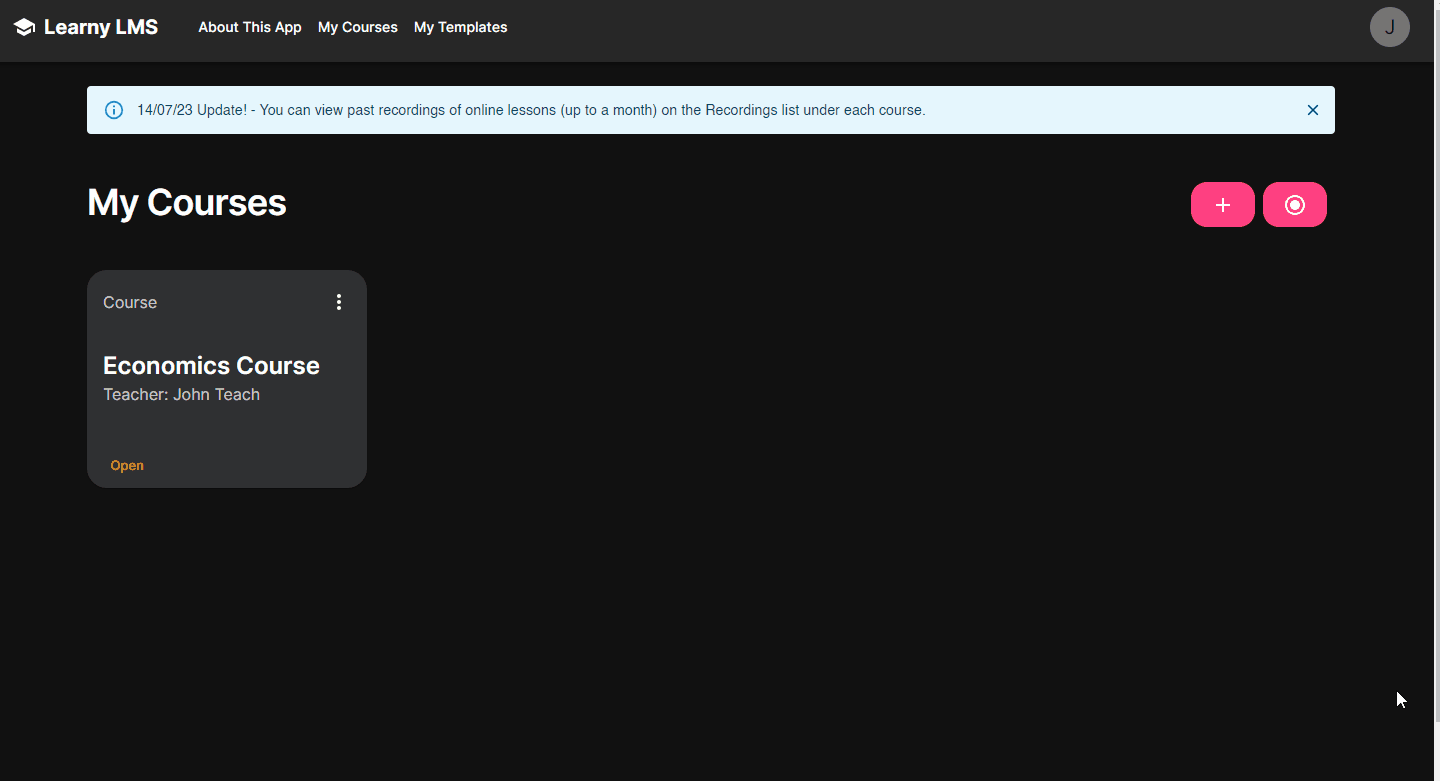 Learny LMS About This App My Courses My Templates J
14/07/23 Update! - You can view past recordings of online lessons (up to a month) on the Recordings list under each course.
My Courses
Course
Economics Course
Teacher: John Teach
Open